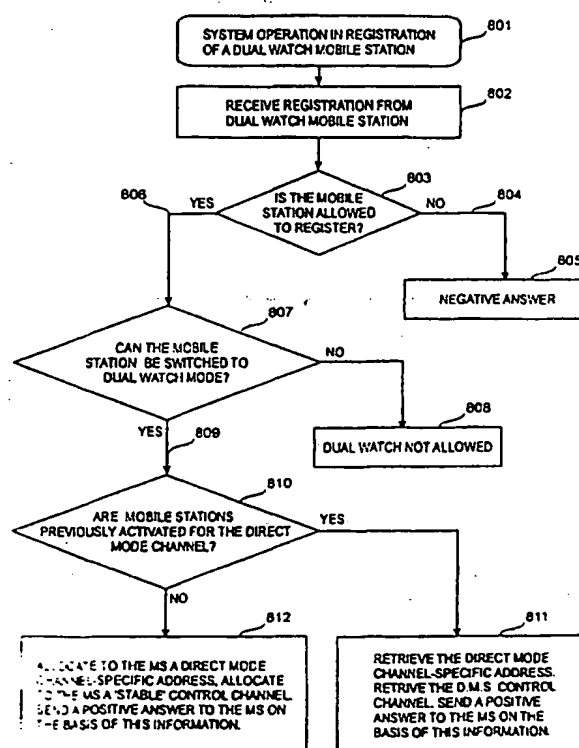 SYSTEM OPERATION IN REGISTRATION
OF A DUAL WATCH MOBILE STATION
801
RECEIVE REGISTRATION FROM
DUAL WATCH MOBILE STATION
802
IS THE MOBILE
STATION ALLOWED
TO REGISTER?
803
806
YES
NO
804
805
NEGATIVE ANSWER
807
CAN THE MOBILE
STATION BE SWITCHED TO
DUAL WATCH MODE?
NO
808
DUAL WATCH NOT ALLOWED
YES
809
810
ARE MOBILE STATIONS
PREVIOUSLY ACTIVATED FOR THE DIRECT
MODE CHANNEL?
YES
NO
812
ALLOCATE TO THE MS A DIRECT MODE
CHANNEL-SPECIFIC ADDRESS, ALLOCATE
TO THE MS A 'STABLE' CONTROL CHANNEL.
SEND A POSITIVE ANSWER TO THE MS ON
THE BASIS OF THIS INFORMATION.
811
RETRIEVE THE DIRECT MODE
CHANNEL-SPECIFIC ADDRESS.
RETRIVE THE D.M.S CONTROL
CHANNEL. SEND A POSITIVE
ANSWER TO THE MS ON THE
BASIS OF THIS INFORMATION.